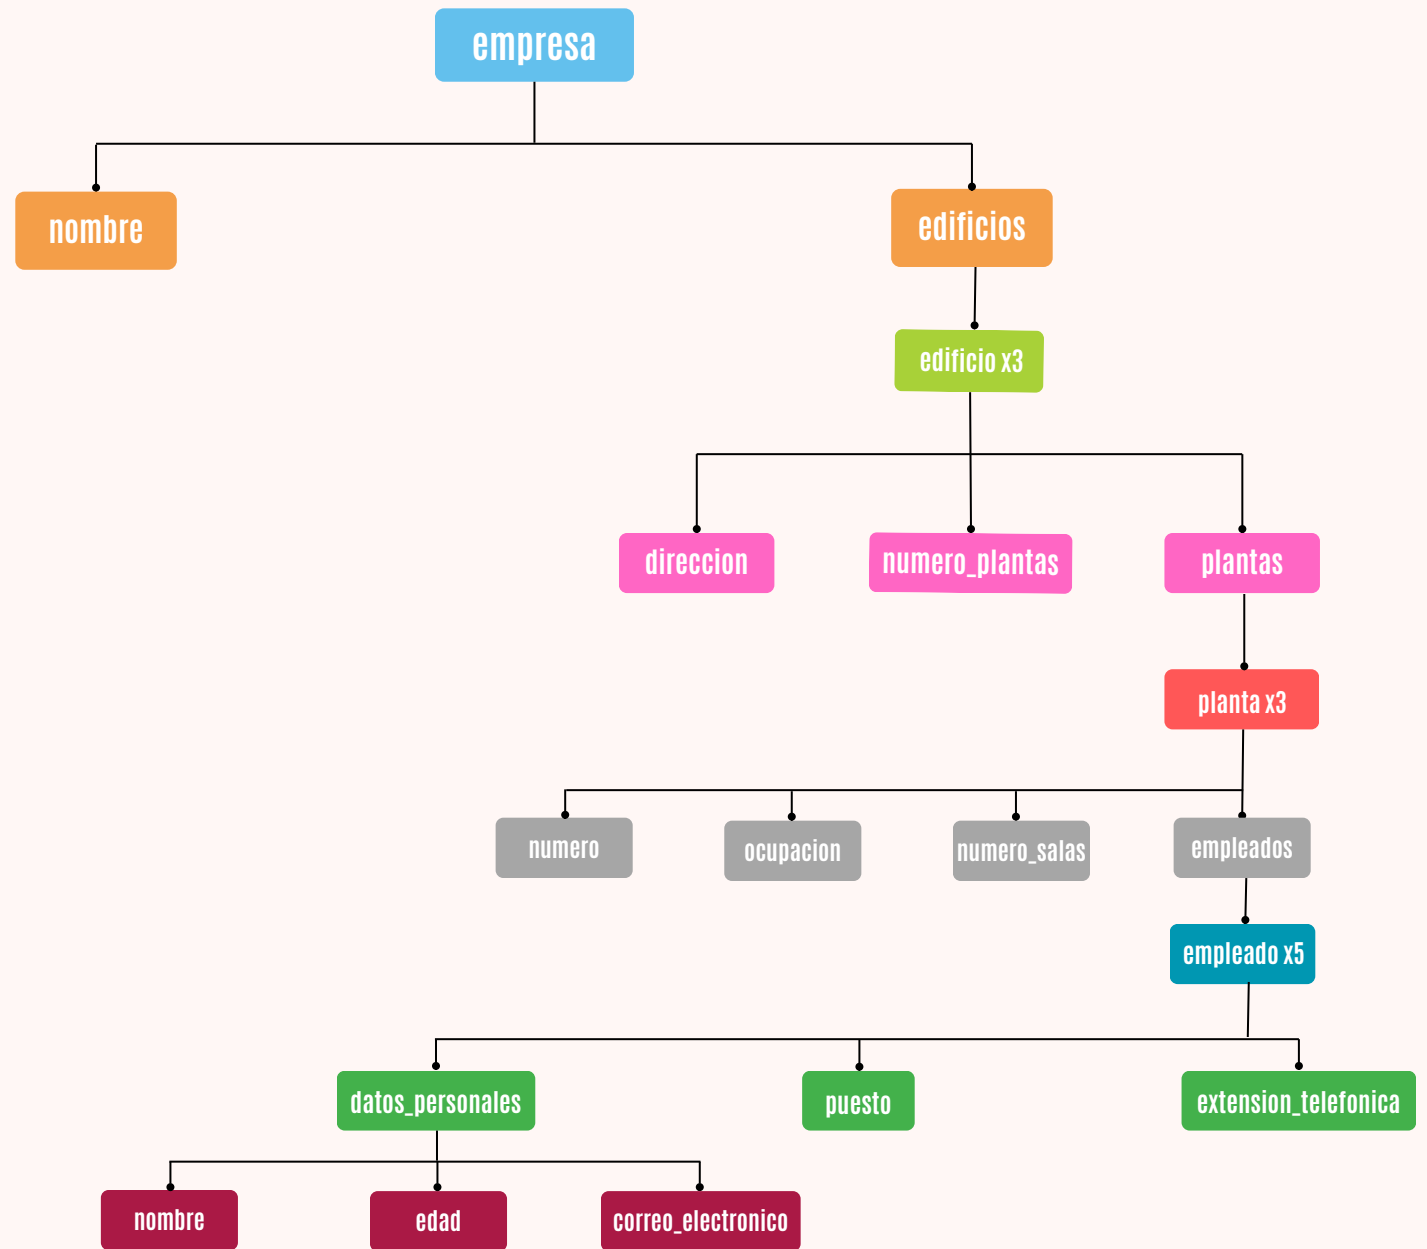 empresa
nombre
edificios
edificio x3
direccion
numero_plantas
plantas
planta x3
numero
ocupacion
numero_salas
empleados
empleado x5
datos_personales
puesto
extension_telefonica
nombre
edad
correo_electronico